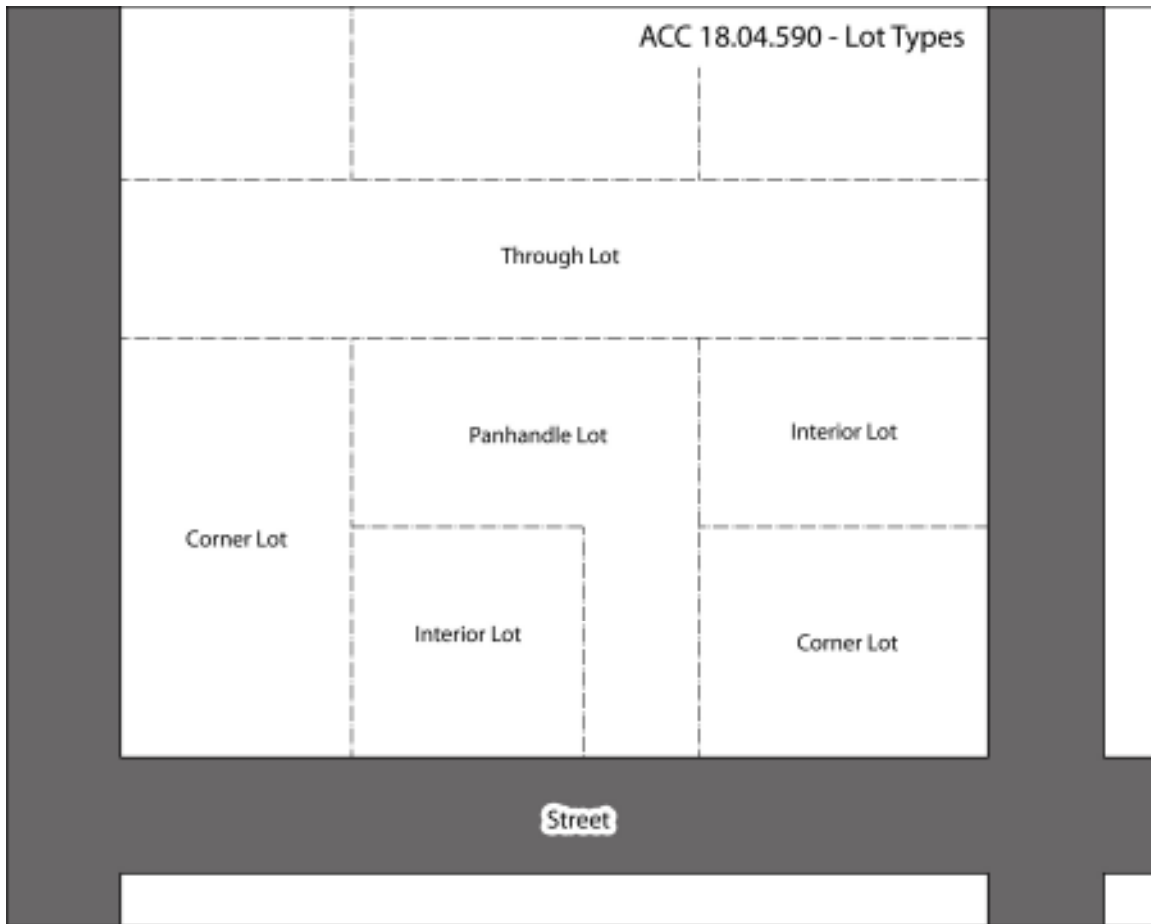 ACC 18.04.590 - Lot Types
Through Lot
Panhandle Lot
Interior Lot
Corner Lot
Interior Lot
Corner Lot
Street